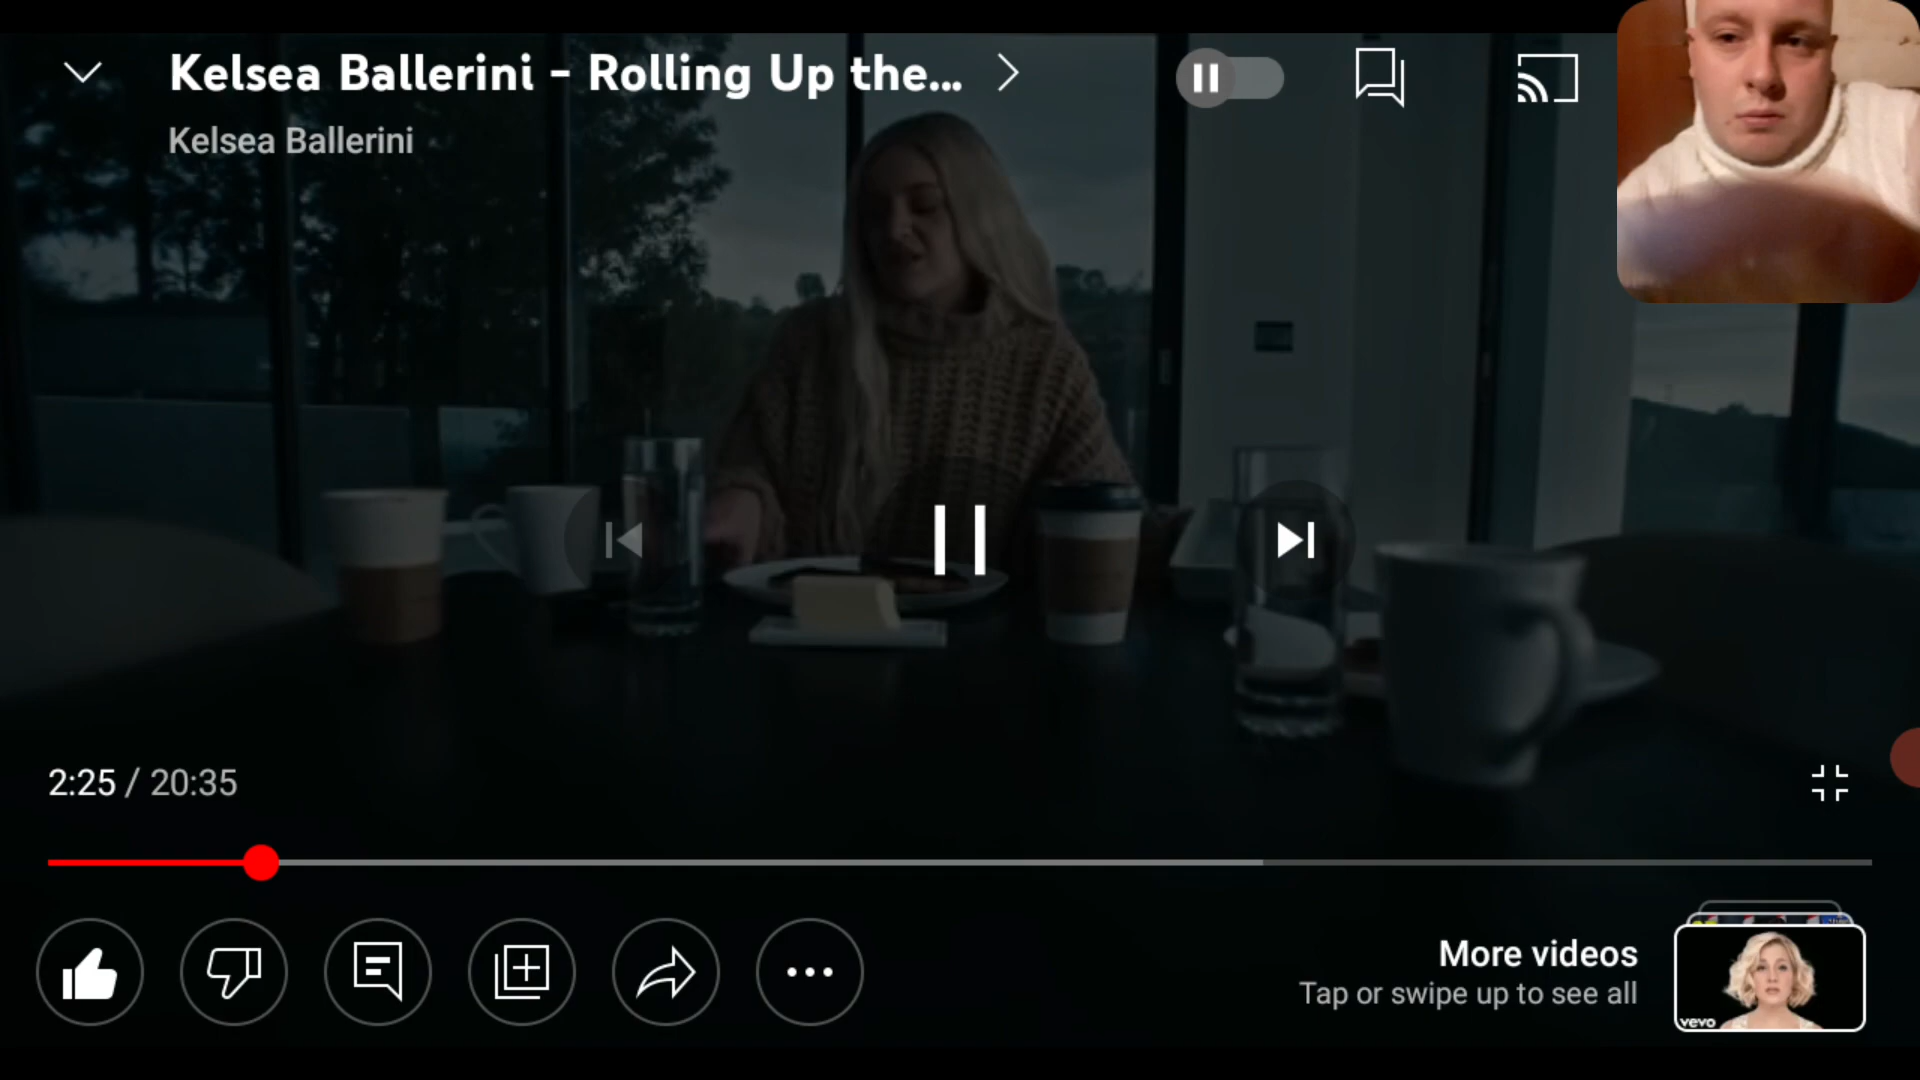 Kelsea Ballerini - Rolling Up the...
Kelsea Ballerini
2:25 / 20:35
More videos
Tap or swipe up to see all
vevo